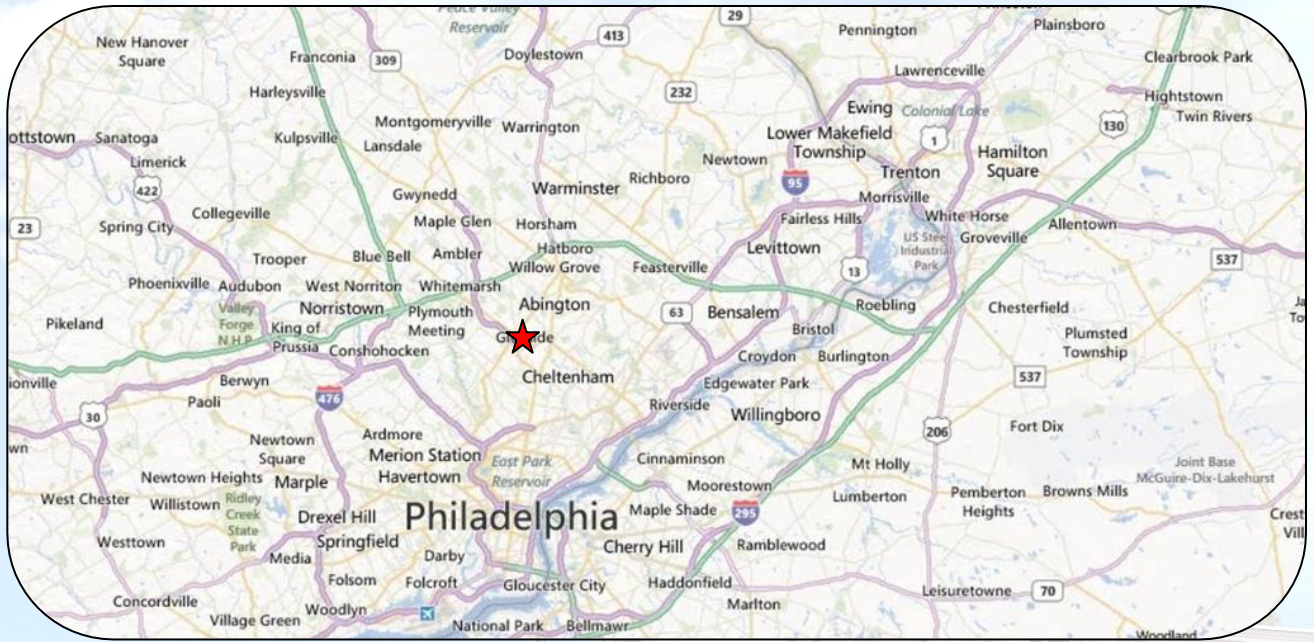 Peace Valley
Reservoir
29
413
Pennington
Plainsboro
New Hanover
Square
Franconia
309
Doylestown
Clearbrook Park
Lawrenceville
Harleysville
232
Ewing
Colonial Lake
Hightstown
Twin Rivers
Montgomeryville
Warrington
130
ottstown
Sanatoga
Kulpsville
Lansdale
Lower Makefield
Township
1
Hamilton
Square
Limerick
Newtown
Trenton
422
Gwynedd
Warminster
Richboro
95
Morrisville
Collegeville
Maple Glen
Horsham
Fairless Hills
White Horse
Allentown
23
Spring City
US Steel
Industrial
Park
Groveville
Trooper
Blue Bell
Ambler
Hatboro
Willow Grove
Feasterville
Levittown
13
537
Phoenixville
Audubon
West Norriton
Whitemarsh
Norristown
Abington
Roebling
Chesterfield
Valley
Forge
N.H.P.
Plymouth
Meeting
63
Bensalem
Bristol
Pikeland
King of
Prussia
Conshohocken
Plumsted
Township
Croydon
Burlington
ionville
Berwyn
Cheltenham
Edgewater Park
537
Paoli
476
Riverside
Willingboro
30
206
Fort Dix
wn
Newtown
Square
Ardmore
Merion Station
Havertown
East Park
Reservoir
Cinnaminson
Mt Holly
Joint Base
McGuire-Dix-Lakehurst
Newtown Heights
Marple
Moorestown
Lumberton
Pemberton
Heights
Browns Mills
West Chester
Willistown
Ridley
Creek
State
Park
Drexel Hill
Philadelphia
Maple Shade
295
Crest
Vill
Westtown
Springfield
Cherry Hill
Ramblewood
Media
Darby
Folsom
Folcroft
Gloucester City
Haddonfield
Leisuretowne
70
Concordville
Woodlyn
Marlton
Village Green
National Park
Bellmawr
Woodland